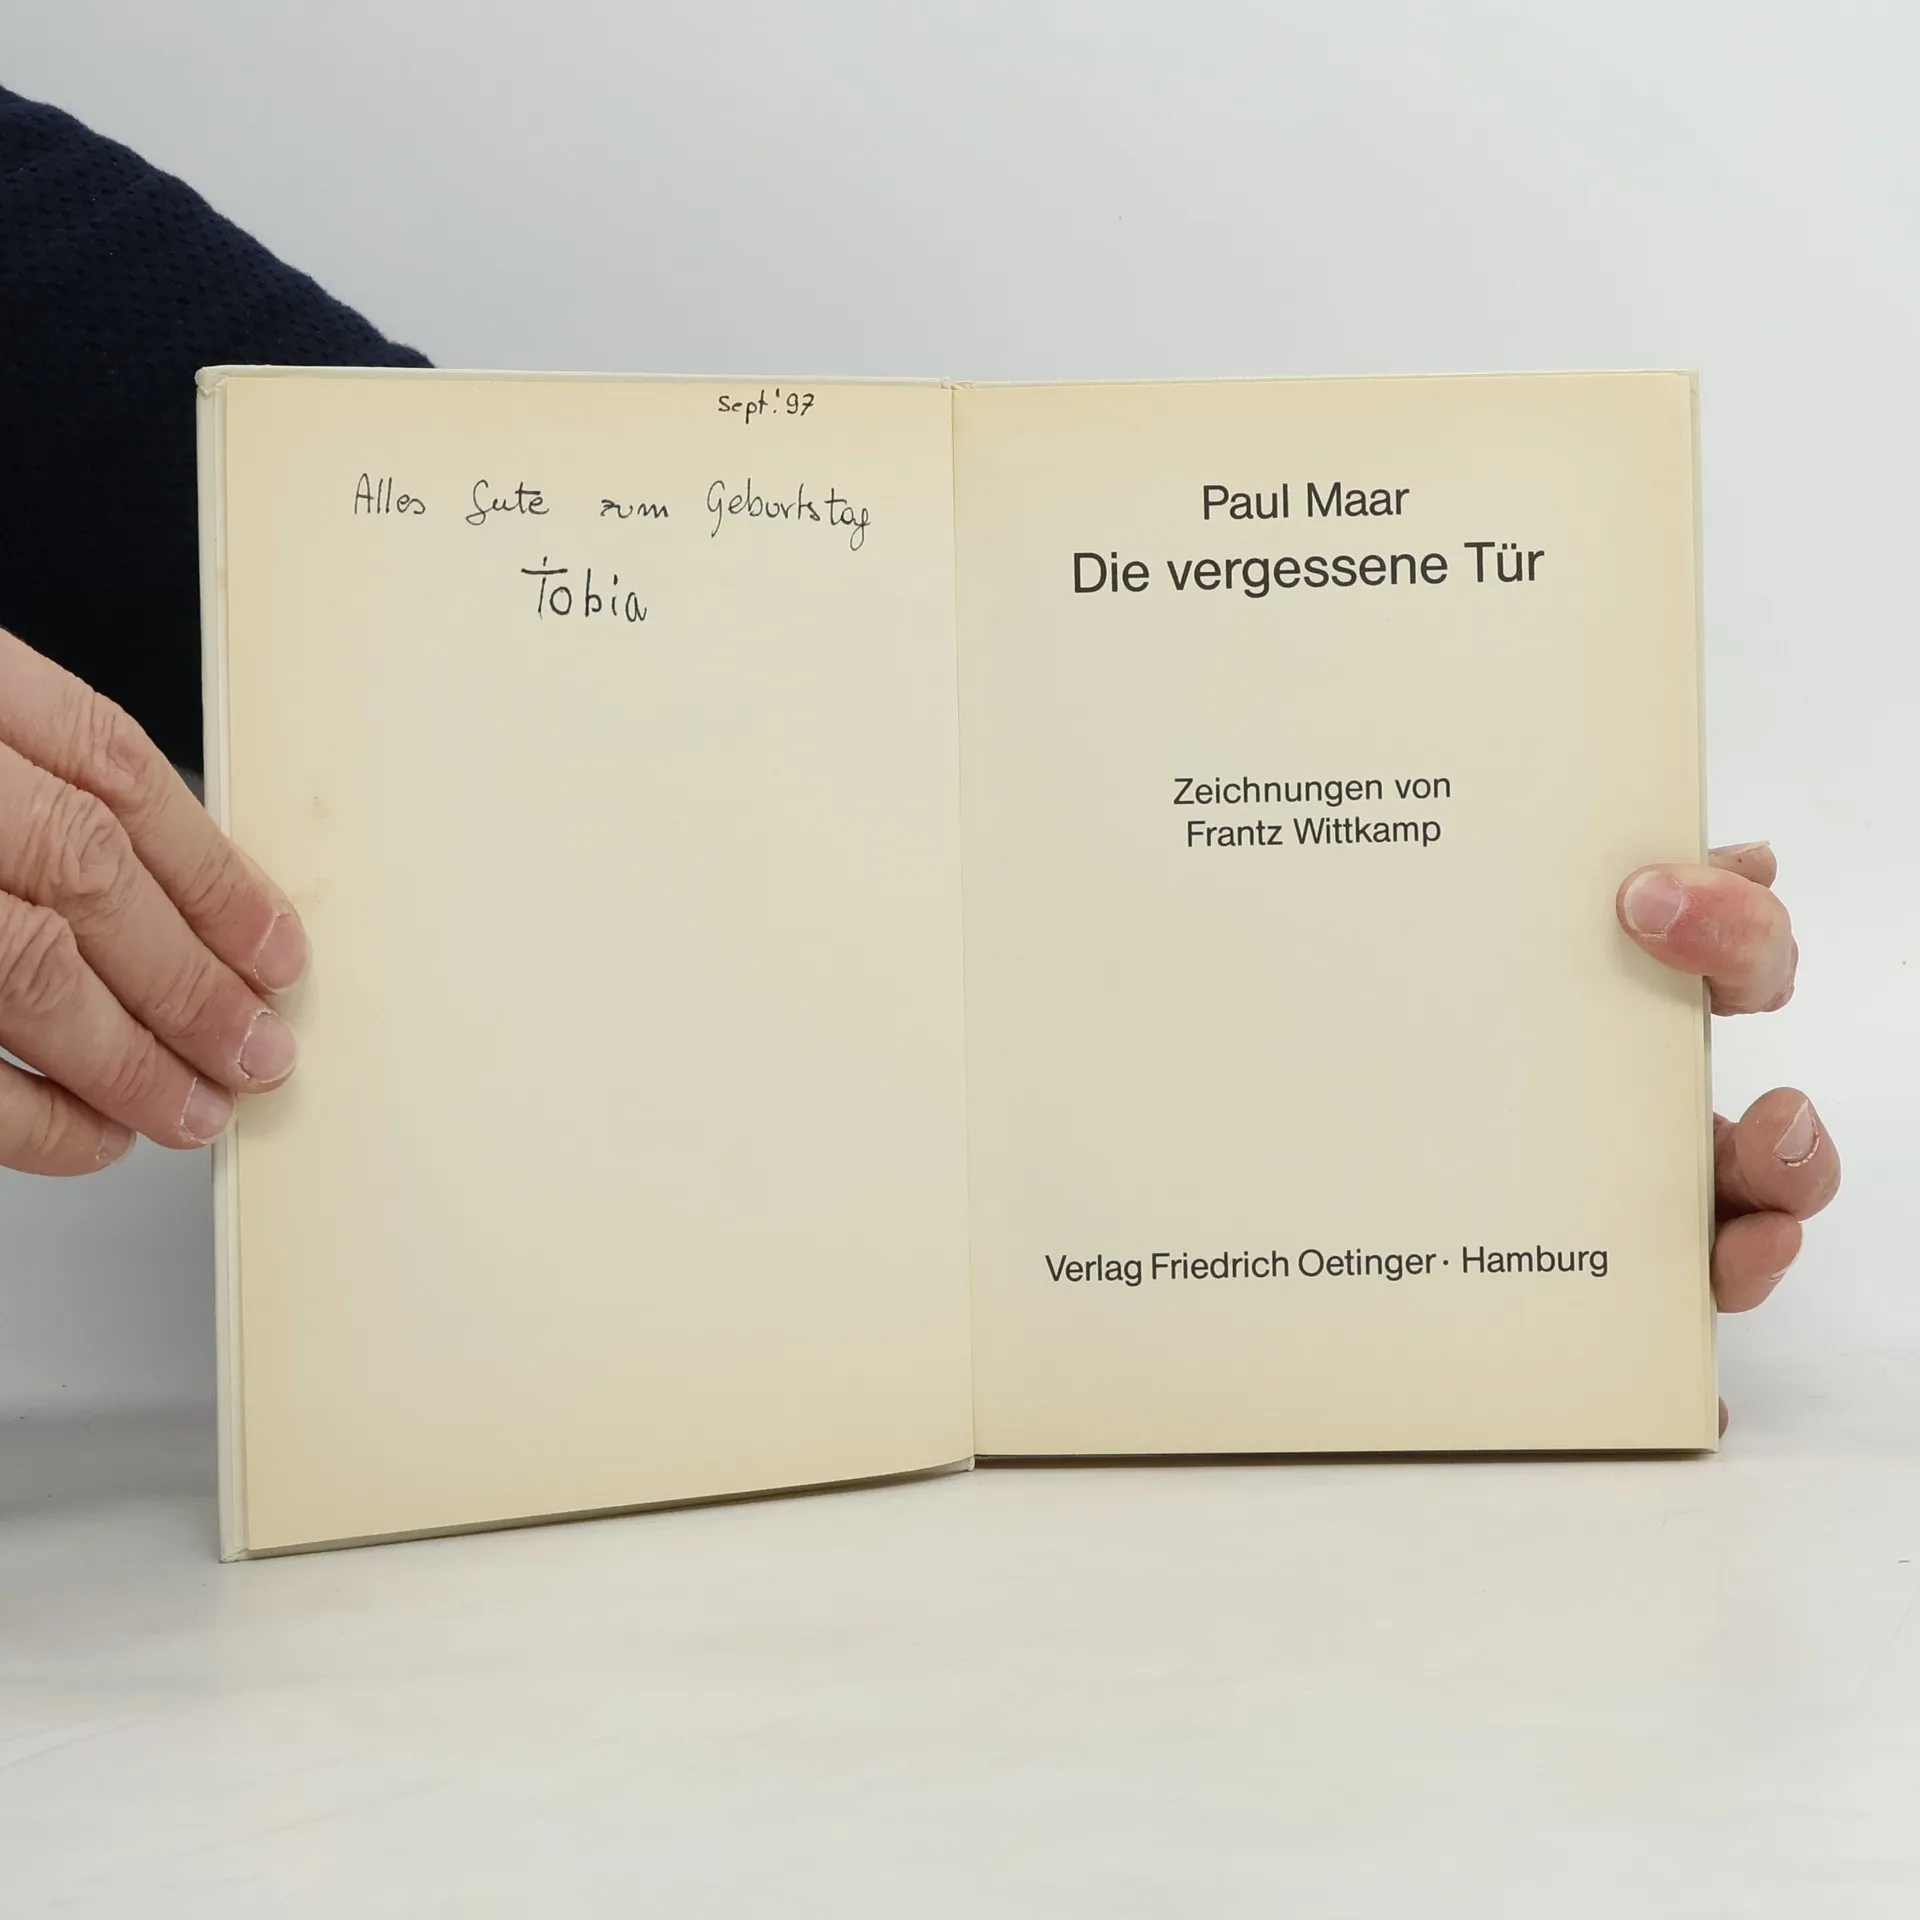 Sept. '97
Alles Gute zum Geburtstag
Tobia
Paul Maar
Die vergessene Tür
Zeichnungen von
Frantz Wittkamp
Verlag Friedrich Oetinger · Hamburg